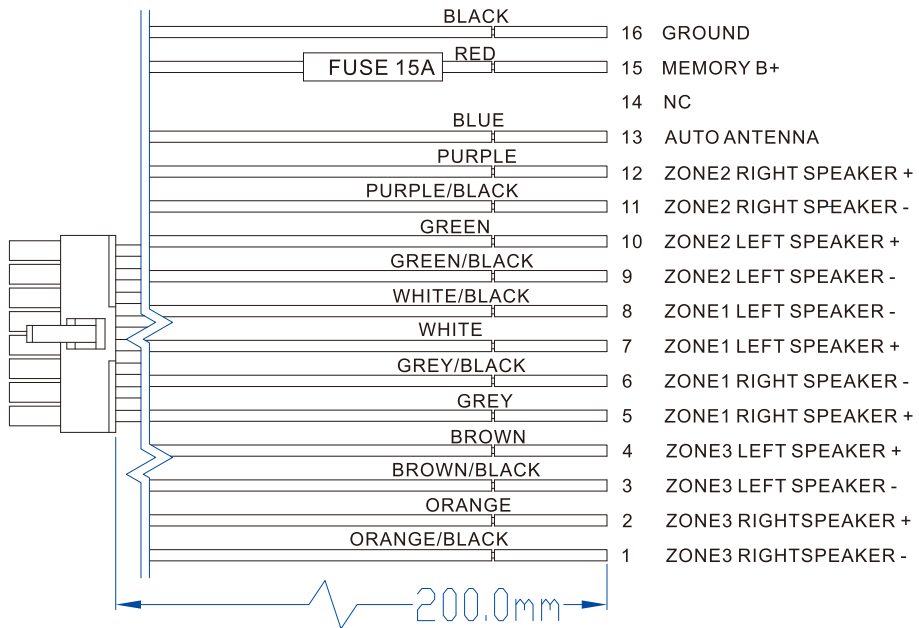 BLACK 16 GROUND
FUSE 15A RED 15 MEMORY B+
14 NC
BLUE 13 AUTO ANTENNA
PURPLE 12 ZONE2 RIGHT SPEAKER +
PURPLE/BLACK 11 ZONE2 RIGHT SPEAKER -
GREEN 10 ZONE2 LEFT SPEAKER +
GREEN/BLACK 9 ZONE2 LEFT SPEAKER -
WHITE/BLACK 8 ZONE1 LEFT SPEAKER -
WHITE 7 ZONE1 LEFT SPEAKER +
GREY/BLACK 6 ZONE1 RIGHT SPEAKER -
GREY 5 ZONE1 RIGHT SPEAKER +
BROWN 4 ZONE3 LEFT SPEAKER +
BROWN/BLACK 3 ZONE3 LEFT SPEAKER -
ORANGE 2 ZONE3 RIGHTSPEAKER +
ORANGE/BLACK 1 ZONE3 RIGHTSPEAKER -
200.0mm